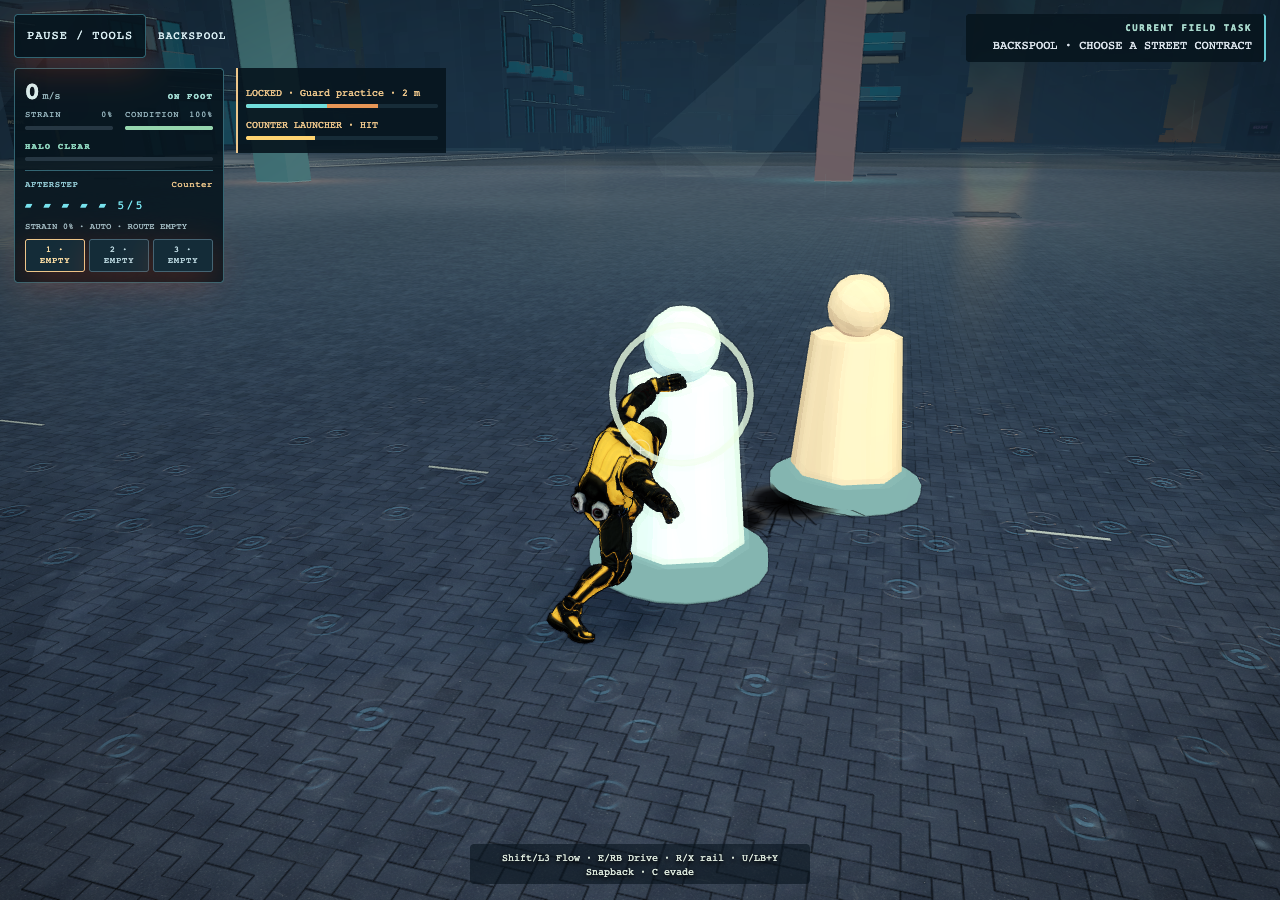 PAUSE / TOOLS
BACKSPOOL
CURRENT FIELD TASK
BACKSPOOL · CHOOSE A STREET CONTRACT
0 m/s
ON FOOT
STRAIN 0%
CONDITION 100%
HALO CLEAR
AFTERSTEP
Counter
5/5
STRAIN 0% · AUTO · ROUTE EMPTY
1 ·
EMPTY
2 ·
EMPTY
3 ·
EMPTY
LOCKED · Guard practice · 2 m
COUNTER LAUNCHER · HIT
Shift/L3 Flow · E/RB Drive · R/X rail · U/LB+Y
Snapback · C evade